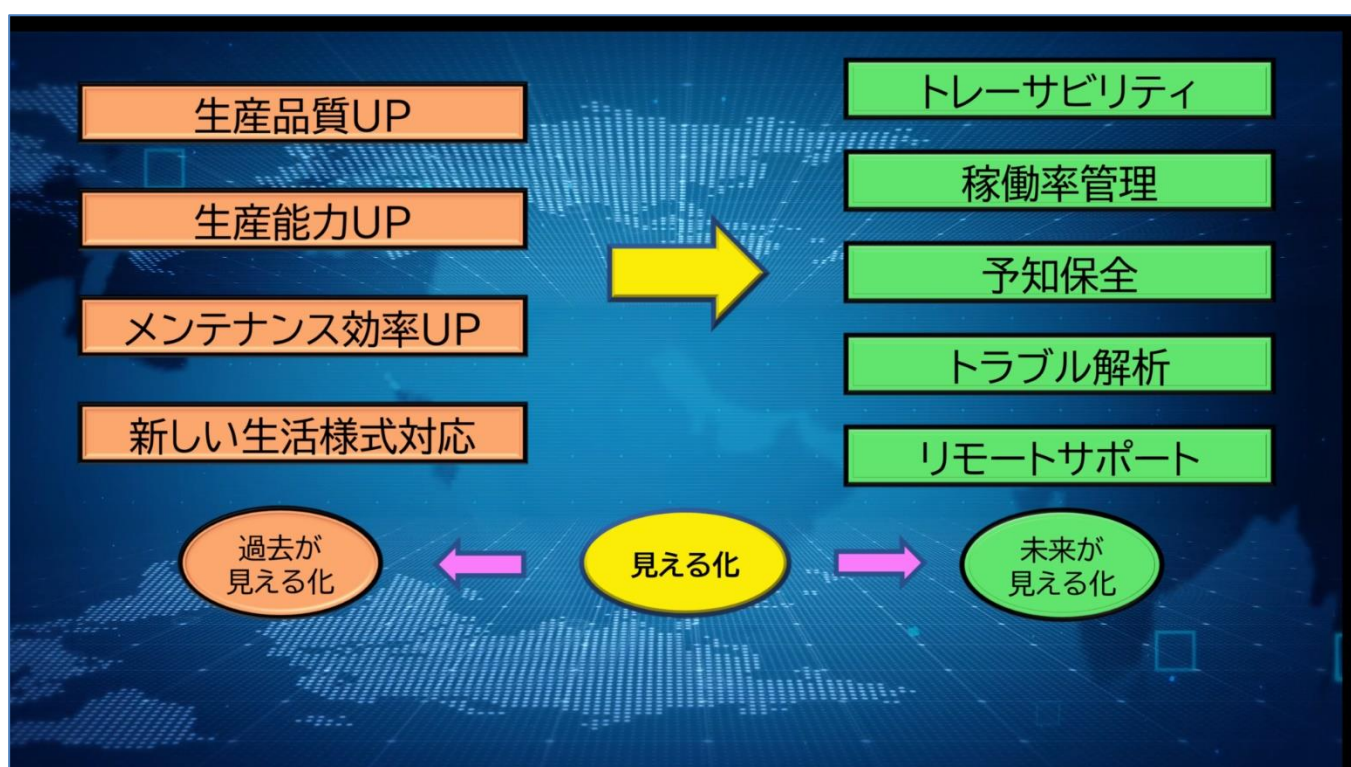 生産品質UP
生産能力UP
メンテナンス効率UP
新しい生活様式対応
トレーサビリティ
稼働率管理
予知保全
トラブル解析
リモートサポート
過去が
見える化
見える化
未来が
見える化